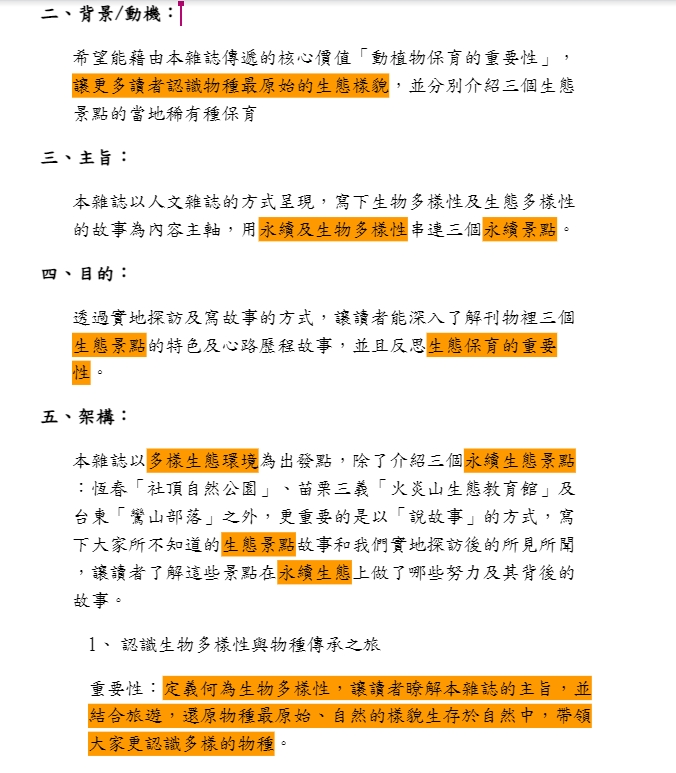 二、背景/動機：
希望能藉由本雜誌傳遞的核心價值「動植物保育的重要性」，
讓更多讀者認識物種最原始的生態樣貌，並分別介紹三個生態
景點的當地稀有種保育
三、主旨：
本雜誌以人文雜誌的方式呈現，寫下生物多樣性及生態多樣性
的故事為內容主軸，用永續及生物多樣性串連三個永續景點。
四、目的：
透過實地探訪及寫故事的方式，讓讀者能深入了解刊物裡三個
生態景點的特色及心路歷程故事，並且反思生態保育的重要
性。
五、架構：
本雜誌以多樣生態環境為出發點，除了介紹三個永續生態景點
：恆春「社頂自然公園」、苗栗三義「火炎山生態教育館」及
台東「鸞山部落」之外，更重要的是以「說故事」的方式，寫
下大家所不知道的生態景點故事和我們實地探訪後的所見所聞
，讓讀者了解這些景點在永續生態上做了哪些努力及其背後的
故事。
1、 認識生物多樣性與物種傳承之旅
重要性：定義何為生物多樣性，讓讀者瞭解本雜誌的主旨，並
結合旅遊，還原物種最原始、自然的樣貌生存於自然中，帶領
大家更認識多樣的物種。